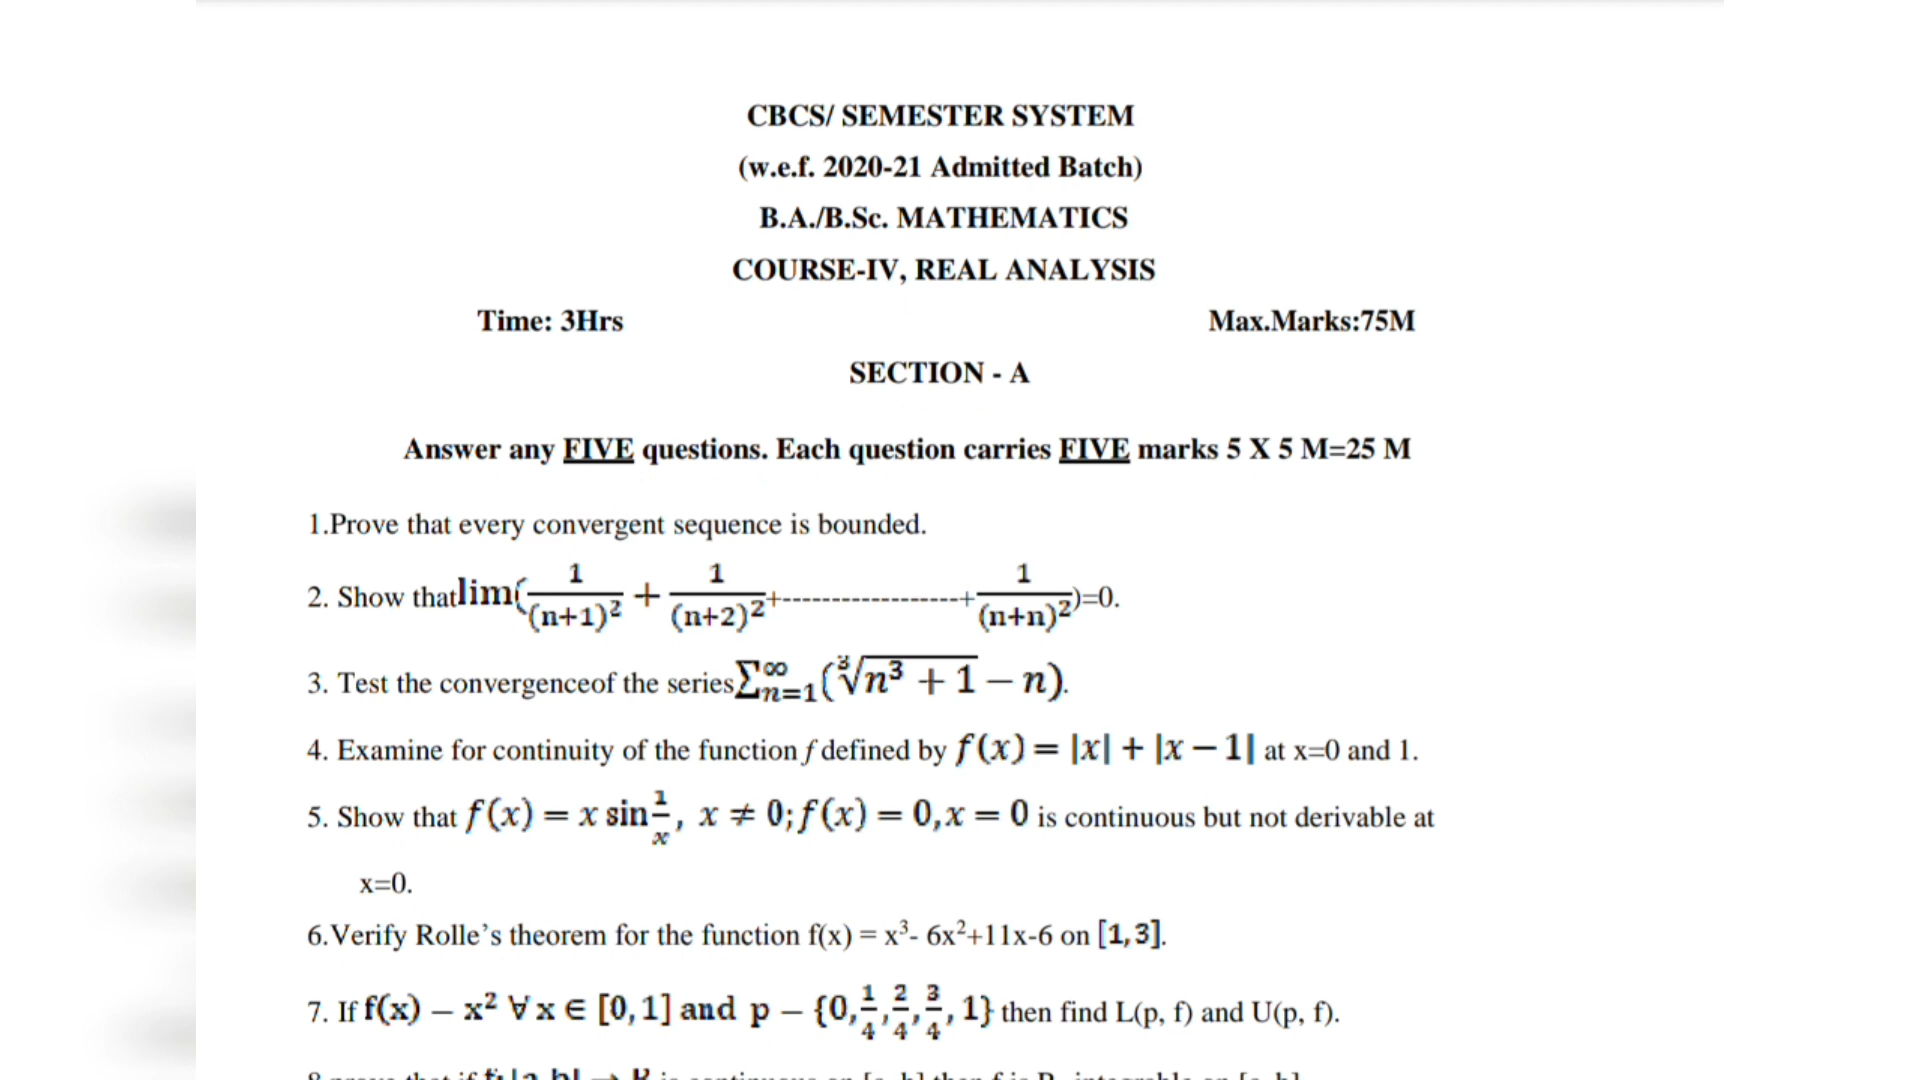 CBCS/ SEMESTER SYSTEM
(w.e.f. 2020-21 Admitted Batch)
B.A./B.Sc. MATHEMATICS
COURSE-IV, REAL ANALYSIS
Time: 3Hrs Max.Marks:75M
SECTION - A
Answer any FIVE questions. Each question carries FIVE marks 5 X 5 M=25 M
1.Prove that every convergent sequence is bounded.
2. Show thatlim(1/(n+1)² + 1/(n+2)²+------------------+1/(n+n)²)=0.
3. Test the convergenceof the series∑_{n=1}^∞(∛(n³ + 1) − n).
4. Examine for continuity of the function f defined by f(x) = |x| + |x − 1| at x=0 and 1.
5. Show that f(x) = x sin 1/x, x ≠ 0; f(x) = 0, x = 0 is continuous but not derivable at
x=0.
6.Verify Rolle’s theorem for the function f(x) = x³- 6x²+11x-6 on [1,3].
7. If f(x) − x² ∀ x ∈ [0,1] and p − {0,1/4,2/4,3/4,1} then find L(p, f) and U(p, f).